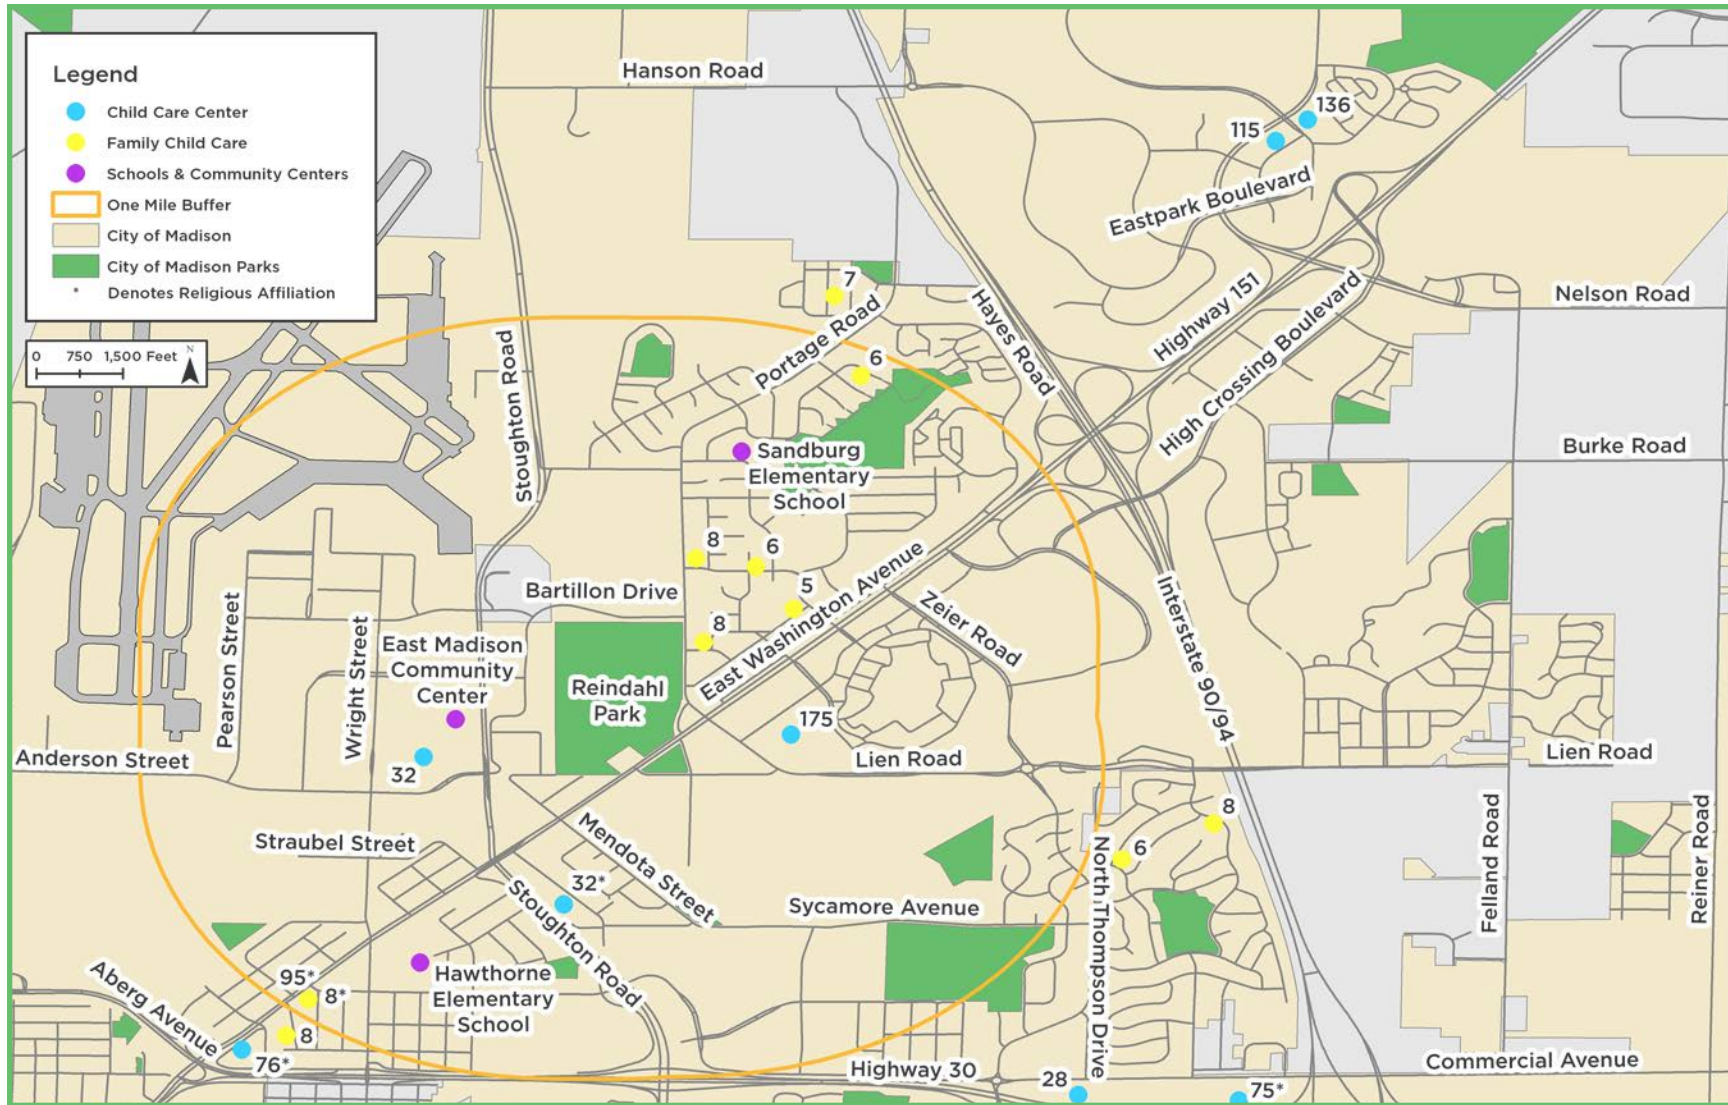 Legend
Child Care Center
Family Child Care
Schools & Community Centers
One Mile Buffer
City of Madison
City of Madison Parks
* Denotes Religious Affiliation
0 750 1,500 Feet
N
Hanson Road
136
115
Eastpark Boulevard
7
Portage Road
Hayes Road
Highway 151
High Crossing Boulevard
Nelson Road
Stoughton Road
6
Sandburg
Elementary
School
Burke Road
8
6
5
Bartillon Drive
8
East Washington Avenue
Zeier Road
Interstate 90/94
Pearson Street
Wright Street
East Madison
Community
Center
Reindahl
Park
175
Anderson Street
32
Lien Road
Lien Road
Straubel Street
Mendota Street
8
6
Felland Road
Reiner Road
32*
Stoughton Road
Sycamore Avenue
North Thompson Drive
Aberg Avenue
95*
8*
8
76*
Hawthorne
Elementary
School
Highway 30
28
75*
Commercial Avenue